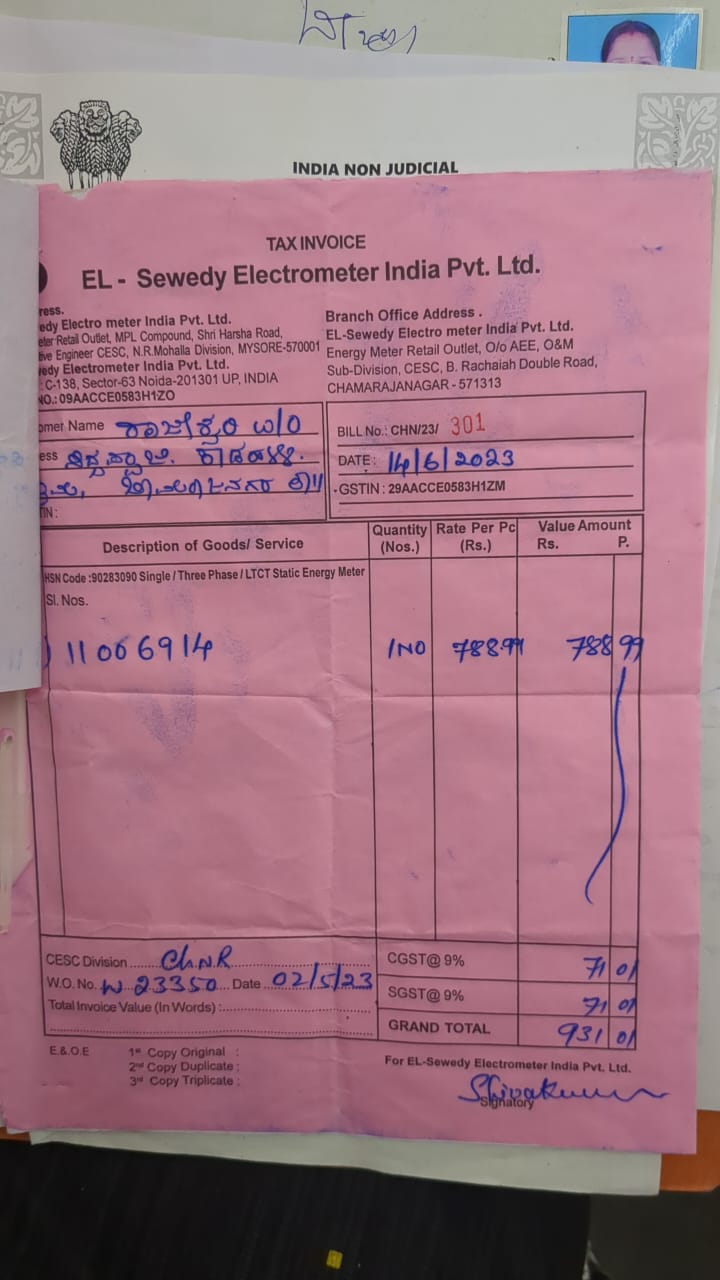 INDIA NON JUDICIAL
TAX INVOICE
EL - Sewedy Electrometer India Pvt. Ltd.
ress.
edy Electro meter India Pvt. Ltd.
eter Retail Outlet, MPL Compound, Shri Harsha Road,
ive Engineer CESC, N.R.Mohalla Division, MYSORE-570001
edy Electrometer India Pvt. Ltd.
: C-138, Sector-63 Noida-201301 UP, INDIA
NO.: 09AACCE0583H1ZO
Branch Office Address .
EL-Sewedy Electro meter India Pvt. Ltd.
Energy Meter Retail Outlet, O/o AEE, O&M
Sub-Division, CESC, B. Rachaiah Double Road,
CHAMARAJANAGAR - 571313
omer Name ರಾಜೇಶ್ವರಿ W/O
ess
IN:
BILL No.: CHN/23/ 301
DATE: 14/6/2023
GSTIN : 29AACCE0583H1ZM
Description of Goods/ Service Quantity (Nos.) Rate Per Pc (Rs.) Value Amount Rs. P.
HSN Code :90283090 Single / Three Phase / LTCT Static Energy Meter
Sl. Nos.
) 11006914 1NO 788.99 788 99
CESC Division ChNR
W.O. No. W 23350 Date 02/5/23
Total Invoice Value (In Words) :
CGST@ 9% 71 01
SGST@ 9% 71 01
GRAND TOTAL 931 01
E.& O.E
1st Copy Original :
2nd Copy Duplicate :
3rd Copy Triplicate :
For EL-Sewedy Electrometer India Pvt. Ltd.
Shivakumar
Signatory